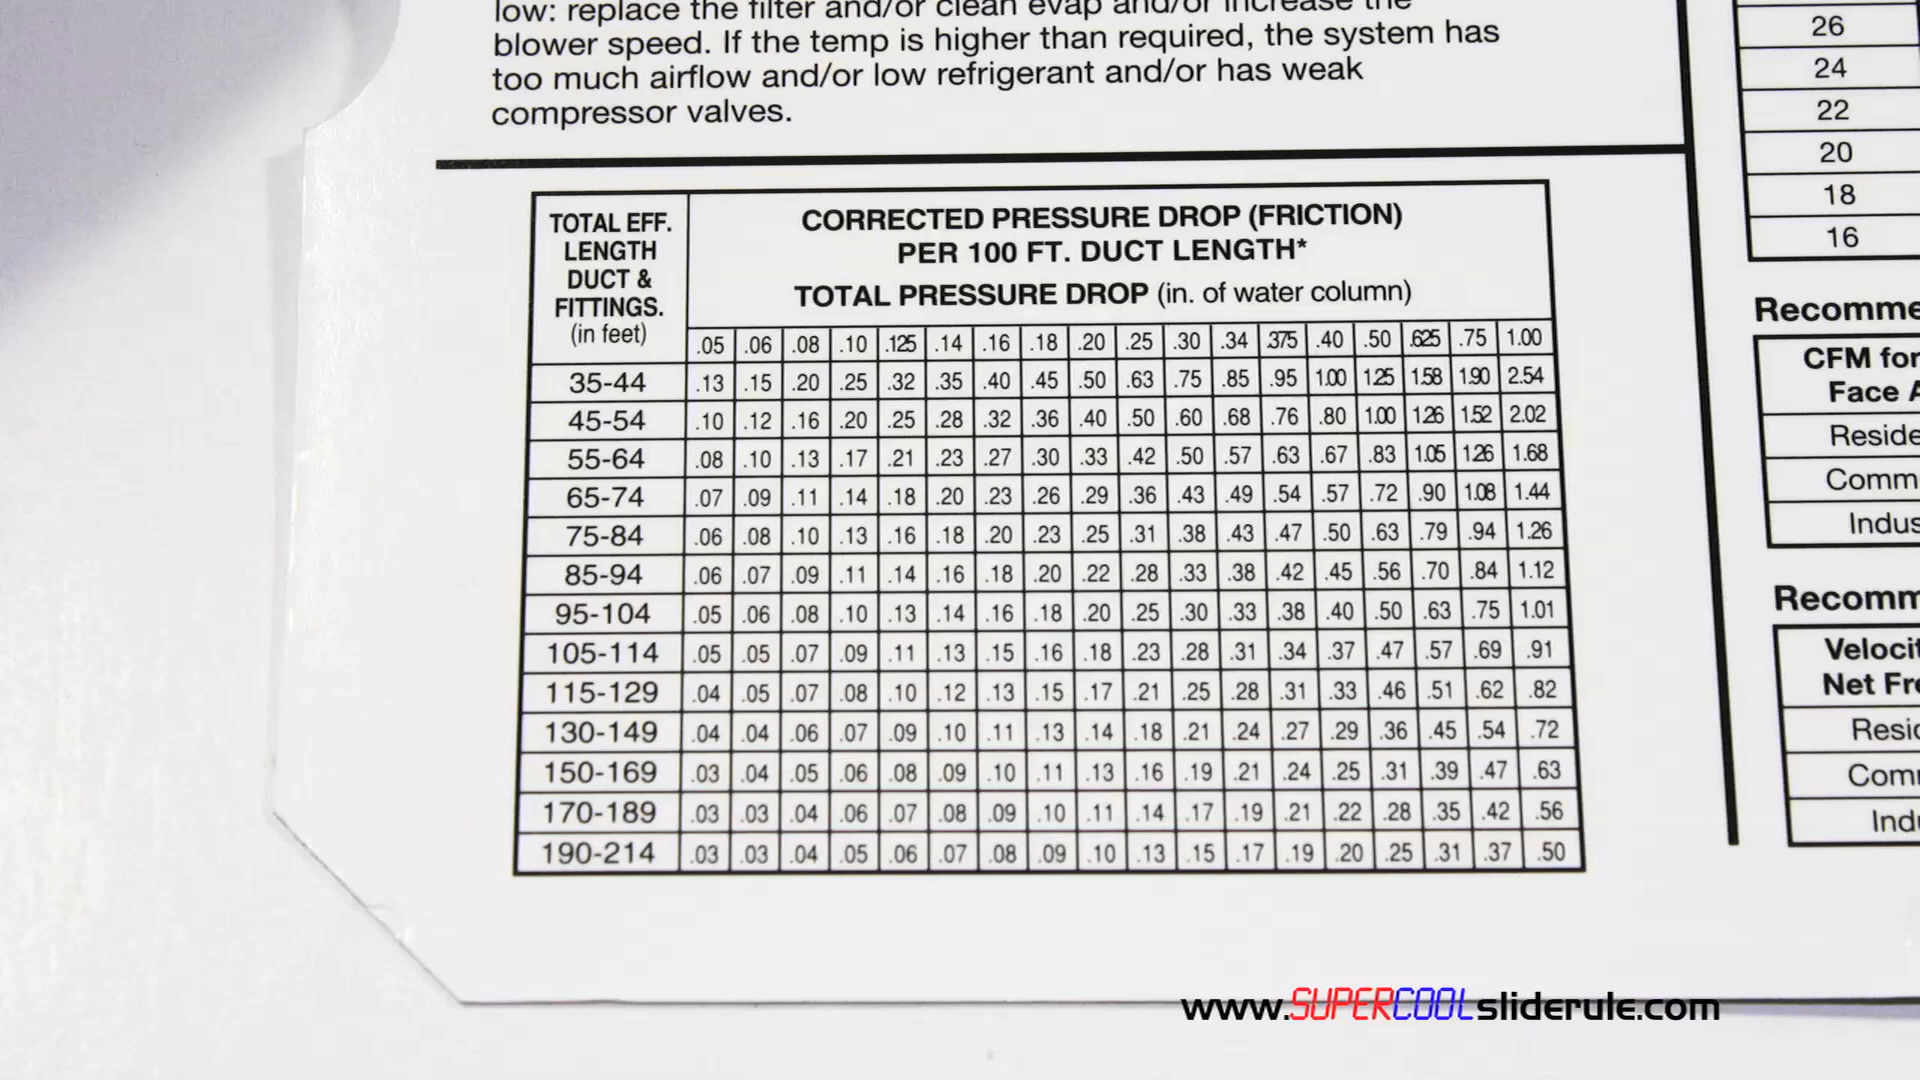 low: replace the filter and/or clean evap and/or increase the
blower speed. If the temp is higher than required, the system has
too much airflow and/or low refrigerant and/or has weak
compressor valves.
TOTAL EFF. LENGTH DUCT & FITTINGS. (in feet)
CORRECTED PRESSURE DROP (FRICTION)
PER 100 FT. DUCT LENGTH*
TOTAL PRESSURE DROP (in. of water column)
.05 .06 .08 .10 .125 .14 .16 .18 .20 .25 .30 .34 .375 .40 .50 .625 .75 1.00
35-44 .13 .15 .20 .25 .32 .35 .40 .45 .50 .63 .75 .85 .95 1.00 1.25 1.58 1.90 2.54
45-54 .10 .12 .16 .20 .25 .28 .32 .36 .40 .50 .60 .68 .76 .80 1.00 1.26 1.52 2.02
55-64 .08 .10 .13 .17 .21 .23 .27 .30 .33 .42 .50 .57 .63 .67 .83 1.05 1.26 1.68
65-74 .07 .09 .11 .14 .18 .20 .23 .26 .29 .36 .43 .49 .54 .57 .72 .90 1.08 1.44
75-84 .06 .08 .10 .13 .16 .18 .20 .23 .25 .31 .38 .43 .47 .50 .63 .79 .94 1.26
85-94 .06 .07 .09 .11 .14 .16 .18 .20 .22 .28 .33 .38 .42 .45 .56 .70 .84 1.12
95-104 .05 .06 .08 .10 .13 .14 .16 .18 .20 .25 .30 .33 .38 .40 .50 .63 .75 1.01
105-114 .05 .05 .07 .09 .11 .13 .15 .16 .18 .23 .28 .31 .34 .37 .47 .57 .69 .91
115-129 .04 .05 .07 .08 .10 .12 .13 .15 .17 .21 .25 .28 .31 .33 .46 .51 .62 .82
130-149 .04 .04 .06 .07 .09 .10 .11 .13 .14 .18 .21 .24 .27 .29 .36 .45 .54 .72
150-169 .03 .04 .05 .06 .08 .09 .10 .11 .13 .16 .19 .21 .24 .25 .31 .39 .47 .63
170-189 .03 .03 .04 .06 .07 .08 .09 .10 .11 .14 .17 .19 .21 .22 .28 .35 .42 .56
190-214 .03 .03 .04 .05 .06 .07 .08 .09 .10 .13 .15 .17 .19 .20 .25 .31 .37 .50
26
24
22
20
18
16
Recomme
CFM for
Face A
Reside
Comm
Indus
Recomm
Velocit
Net Fre
Resid
Comm
Indu
www.SUPERCOOLsliderule.com